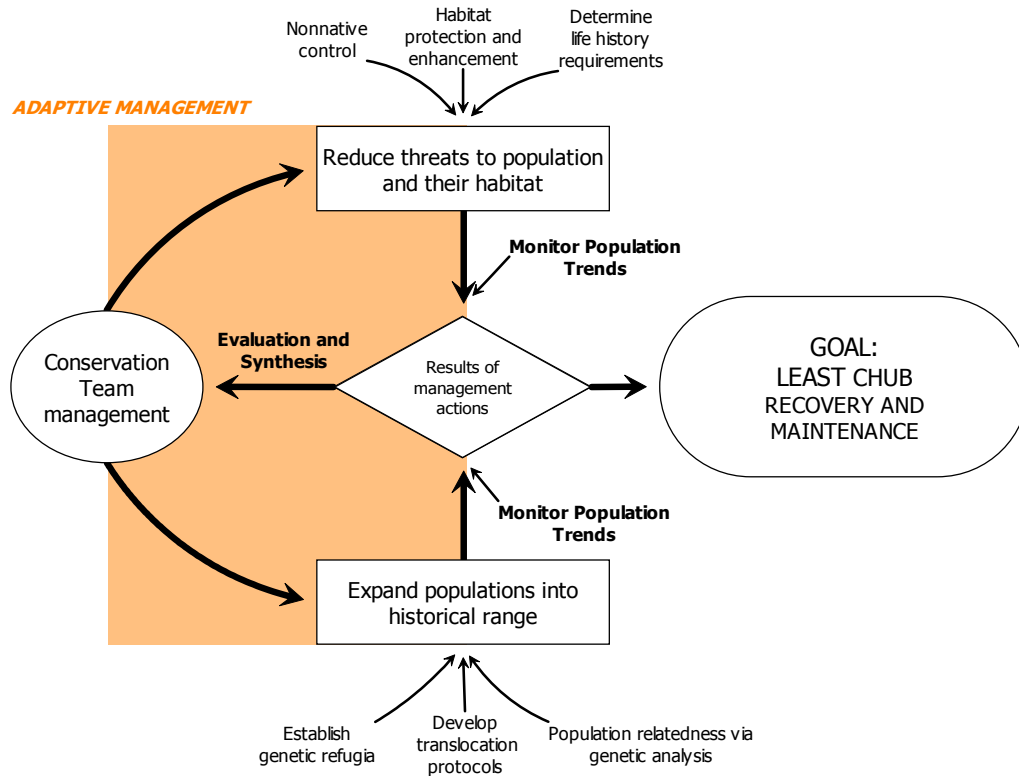 Nonnative
control
Habitat
protection and
enhancement
Determine
life history
requirements
ADAPTIVE MANAGEMENT
Reduce threats to population
and their habitat
Monitor Population
Trends
Conservation
Team
management
Evaluation and
Synthesis
Results of
management
actions
GOAL:
LEAST CHUB
RECOVERY AND
MAINTENANCE
Monitor Population
Trends
Expand populations into
historical range
Establish
genetic refugia
Develop
translocation
protocols
Population relatedness via
genetic analysis